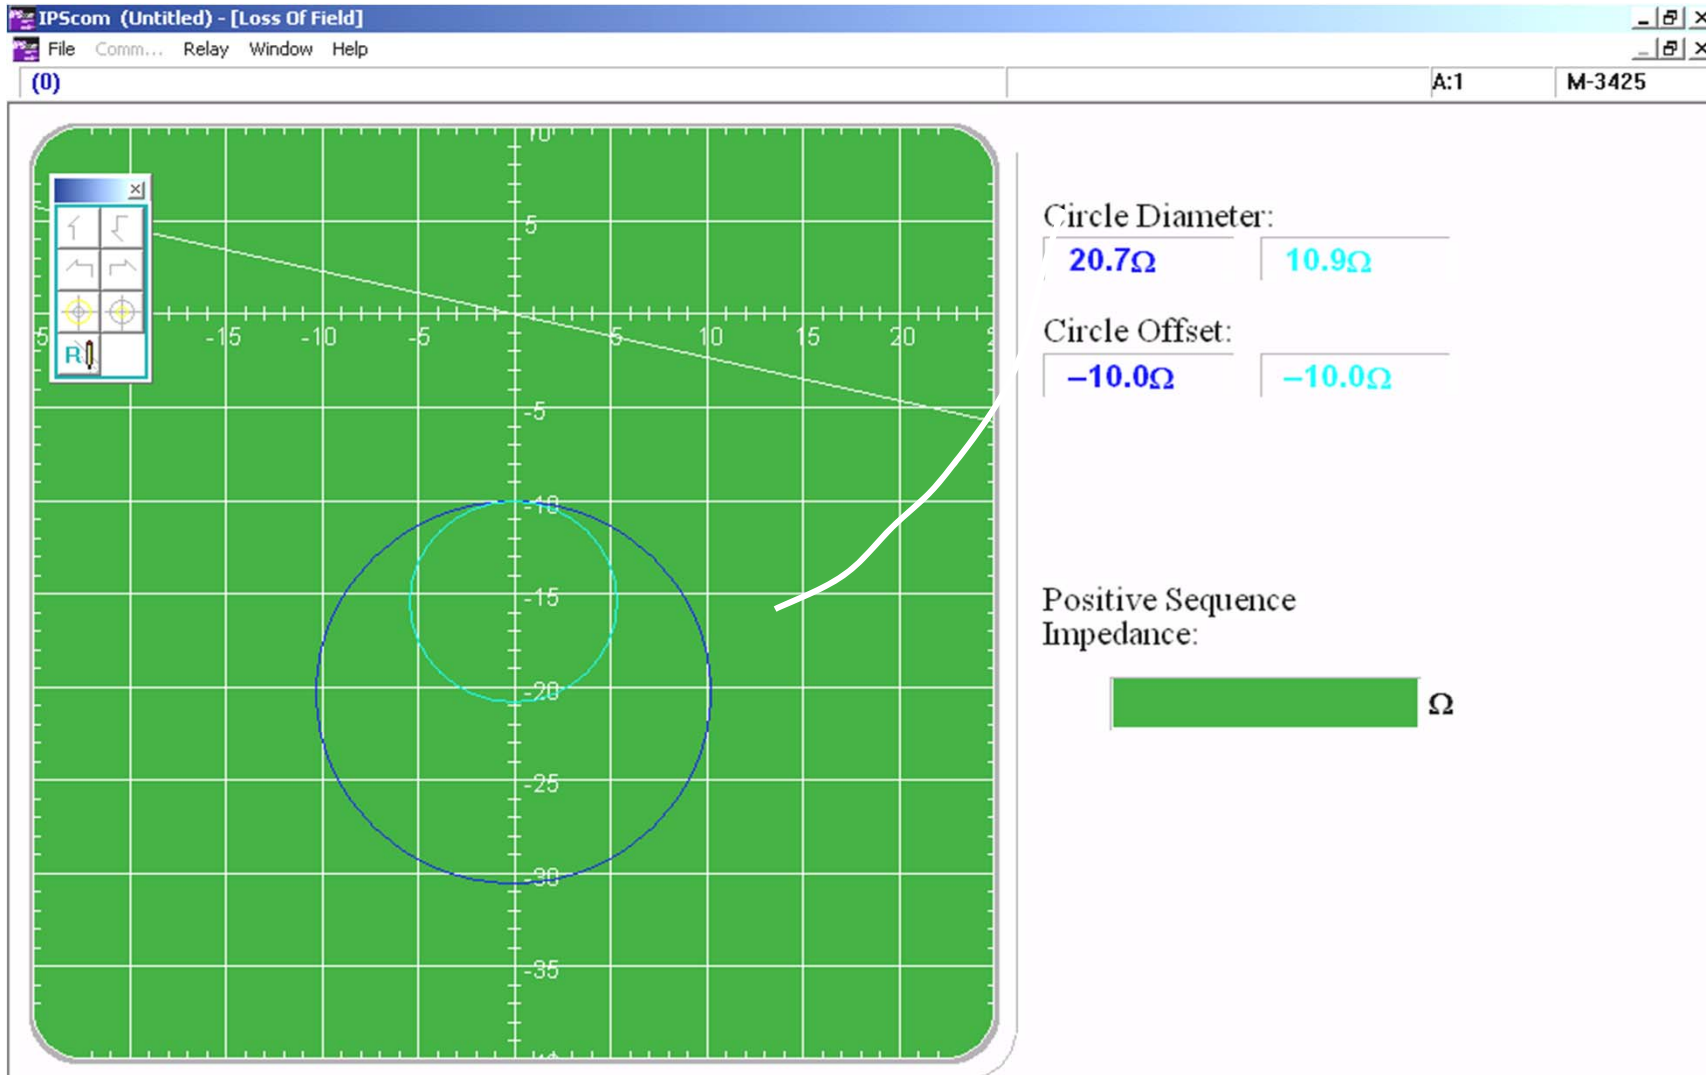 IPScom (Untitled) - [Loss Of Field]
File Comm... Relay Window Help
(0) A:1 M-3425
10
5
-15 -10 -5 5 10 15 20
-5
-10
-15
-20
-25
-30
-35
R
Circle Diameter:
20.7Ω 10.9Ω
Circle Offset:
–10.0Ω –10.0Ω
Positive Sequence
Impedance:
Ω